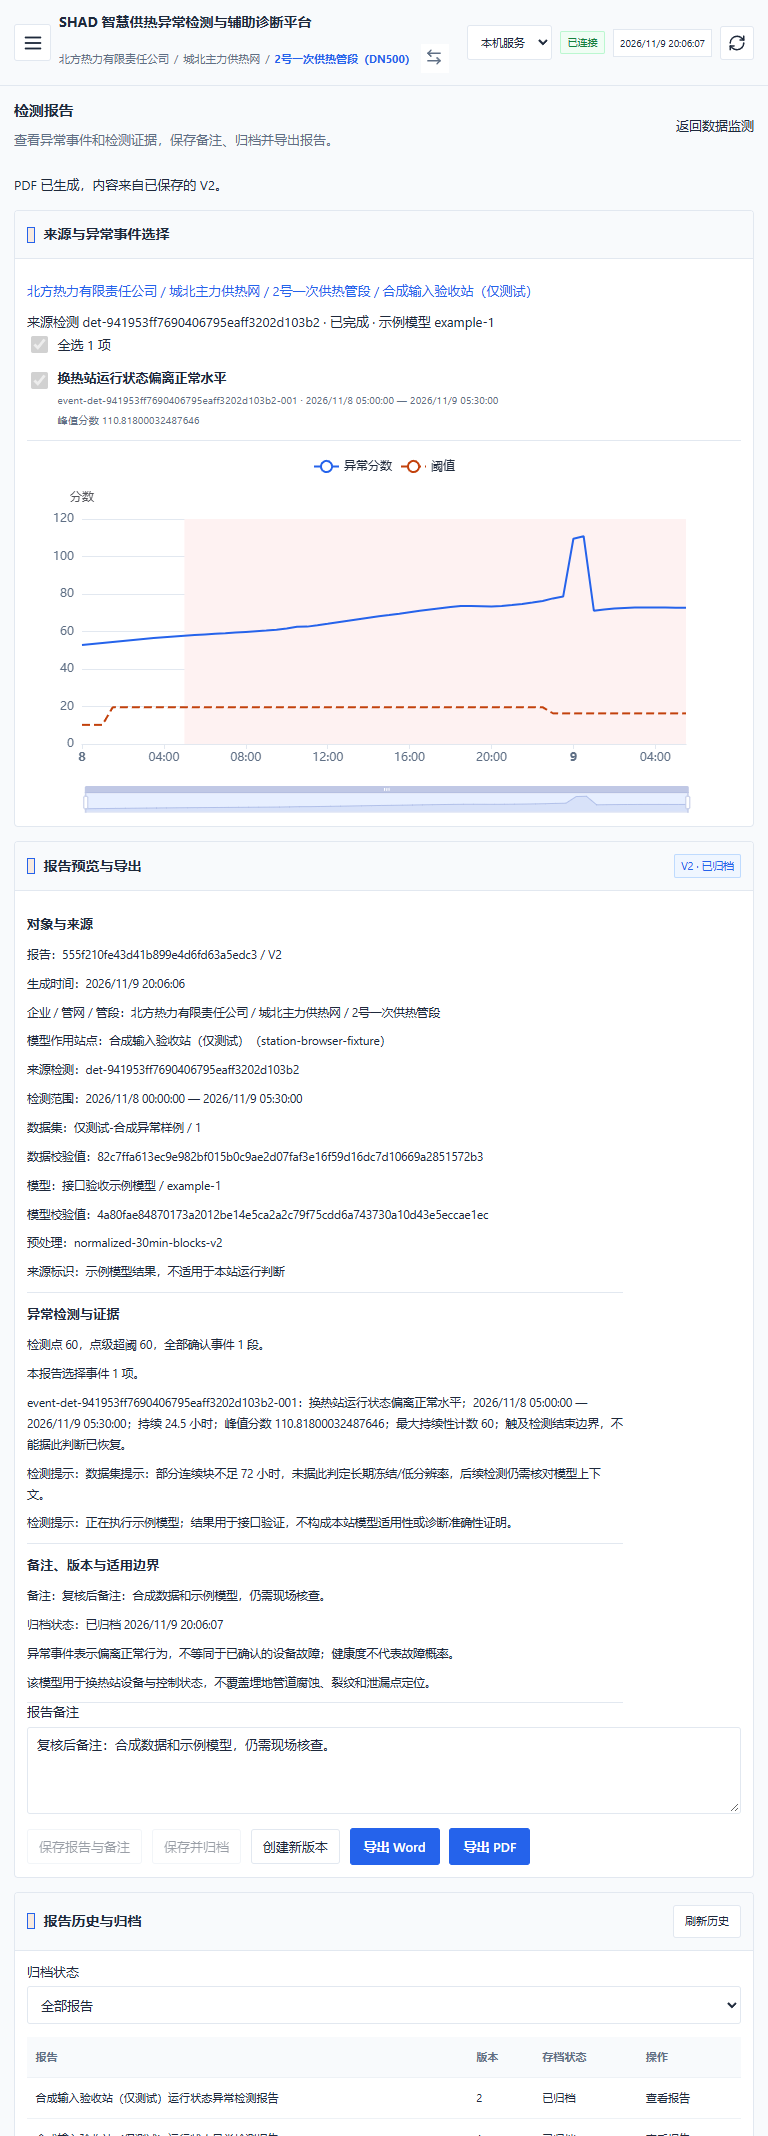 SHAD 智慧供热异常检测与辅助诊断平台
北方热力有限责任公司 / 城北主力供热网 / 2号一次供热管段（DN500）
本机服务
已连接
2026/11/9 20:06:07
检测报告
查看异常事件和检测证据，保存备注、归档并导出报告。
返回数据监测
PDF 已生成，内容来自已保存的 V2。
来源与异常事件选择
北方热力有限责任公司 / 城北主力供热网 / 2号一次供热管段 / 合成输入验收站（仅测试）
来源检测 det-941953ff7690406795eaff3202d103b2 · 已完成 · 示例模型 example-1
全选 1 项
换热站运行状态偏离正常水平
event-det-941953ff7690406795eaff3202d103b2-001 · 2026/11/8 05:00:00 — 2026/11/9 05:30:00
峰值分数 110.81800032487646
异常分数 阈值
分数
120
100
80
60
40
20
0
8 04:00 08:00 12:00 16:00 20:00 9 04:00
报告预览与导出
V2 · 已归档
对象与来源
报告：555f210fe43d41b899e4d6fd63a5edc3 / V2
生成时间：2026/11/9 20:06:06
企业 / 管网 / 管段：北方热力有限责任公司 / 城北主力供热网 / 2号一次供热管段
模型作用站点：合成输入验收站（仅测试）（station-browser-fixture）
来源检测：det-941953ff7690406795eaff3202d103b2
检测范围：2026/11/8 00:00:00 — 2026/11/9 05:30:00
数据集：仅测试-合成异常样例 / 1
数据校验值：82c7ffa613ec9e982bf015b0c9ae2d07faf3e16f59d16dc7d10669a2851572b3
模型：接口验收示例模型 / example-1
模型校验值：4a80fae84870173a2012be14e5ca2a2c79f75cdd6a743730a10d43e5eccae1ec
预处理：normalized-30min-blocks-v2
来源标识：示例模型结果，不适用于本站运行判断
异常检测与证据
检测点 60，点级超阈 60，全部确认事件 1 段。
本报告选择事件 1 项。
event-det-941953ff7690406795eaff3202d103b2-001：换热站运行状态偏离正常水平；2026/11/8 05:00:00 —
2026/11/9 05:30:00；持续 24.5 小时；峰值分数 110.81800032487646；最大持续性计数 60；触及检测结束边界，不
能据此判断已恢复。
检测提示：数据集提示：部分连续块不足 72 小时，未据此判定长期冻结/低分辨率，后续检测仍需核对模型上下
文。
检测提示：正在执行示例模型；结果用于接口验证，不构成本站模型适用性或诊断准确性证明。
备注、版本与适用边界
备注：复核后备注：合成数据和示例模型，仍需现场核查。
归档状态：已归档 2026/11/9 20:06:07
异常事件表示偏离正常行为，不等同于已确认的设备故障；健康度不代表故障概率。
该模型用于换热站设备与控制状态，不覆盖埋地管道腐蚀、裂纹和泄漏点定位。
报告备注
复核后备注：合成数据和示例模型，仍需现场核查。
保存报告与备注 保存并归档 创建新版本 导出 Word 导出 PDF
报告历史与归档
刷新历史
归档状态
全部报告
报告 版本 存档状态 操作
合成输入验收站（仅测试）运行状态异常检测报告 2 已归档 查看报告